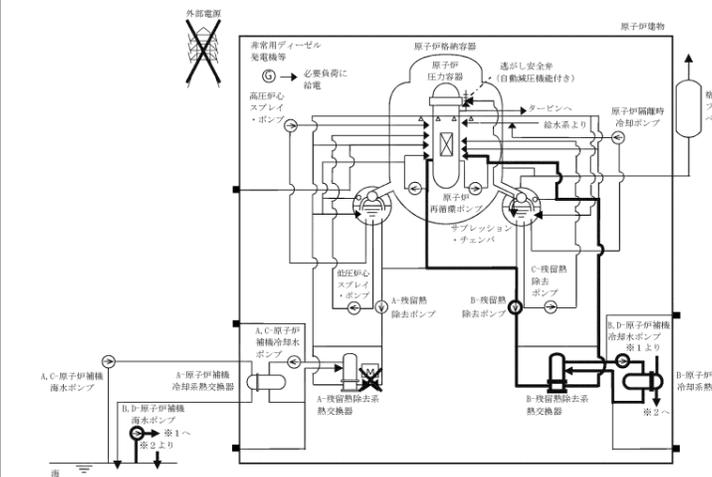 外部電源
原子炉建物
非常用ディーゼル
発電機等
G
必要負荷に
給電
原子炉格納容器
原子炉
圧力容器
逃がし安全弁
(自動減圧機能付き)
高圧炉心
スプレイ
・ポンプ
タービンへ
給水系より
原子炉隔離時
冷却ポンプ
原子炉
再循環ポンプ
サプレッション
・チェンバ
低圧炉心
スプレイ
・ポンプ
A-残留熱
除去ポンプ
B-残留熱
除去ポンプ
C-残留熱
除去
ポンプ
A,C-原子炉
補機冷却水
ポンプ
B,D-原子炉補機
冷却水ポンプ
※1より
A,C-原子炉補機
海水ポンプ
A-原子炉補機
冷却系熱交換器
M
B-原子炉
冷却系熱
A-残留熱除去系
熱交換器
B-残留熱除去系
熱交換器
※2へ
B,D-原子炉補機
海水ポンプ
※1へ
※2より
海